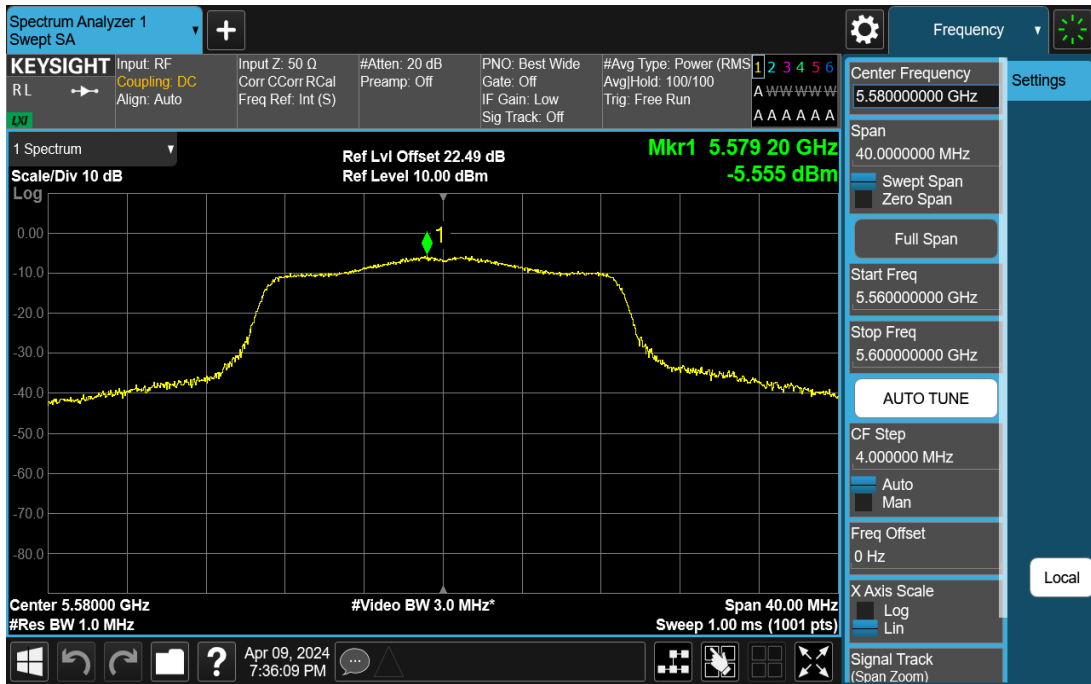 Spectrum Analyzer 1
Swept SA
+
Frequency
KEYSIGHT
R L
LXI
Input: RF
Coupling: DC
Align: Auto
Input Z: 50 Ω
Corr CCorr RCal
Freq Ref: Int (S)
#Atten: 20 dB
Preamp: Off
PNO: Best Wide
Gate: Off
IF Gain: Low
Sig Track: Off
#Avg Type: Power (RMS
Avg|Hold: 100/100
Trig: Free Run
1 2 3 4 5 6
A W W W W W
A A A A A A
1 Spectrum
Scale/Div 10 dB
Log
Ref Lvl Offset 22.49 dB
Ref Level 10.00 dBm
Mkr1 5.579 20 GHz
-5.555 dBm
1
0.00
-10.0
-20.0
-30.0
-40.0
-50.0
-60.0
-70.0
-80.0
Center 5.58000 GHz
#Res BW 1.0 MHz
#Video BW 3.0 MHz*
Span 40.00 MHz
Sweep 1.00 ms (1001 pts)
Center Frequency
5.580000000 GHz
Settings
Span
40.0000000 MHz
Swept Span
Zero Span
Full Span
Start Freq
5.560000000 GHz
Stop Freq
5.600000000 GHz
AUTO TUNE
CF Step
4.000000 MHz
Auto
Man
Freq Offset
0 Hz
X Axis Scale
Log
Lin
Signal Track
(Span Zoom)
Local
?
Apr 09, 2024
7:36:09 PM